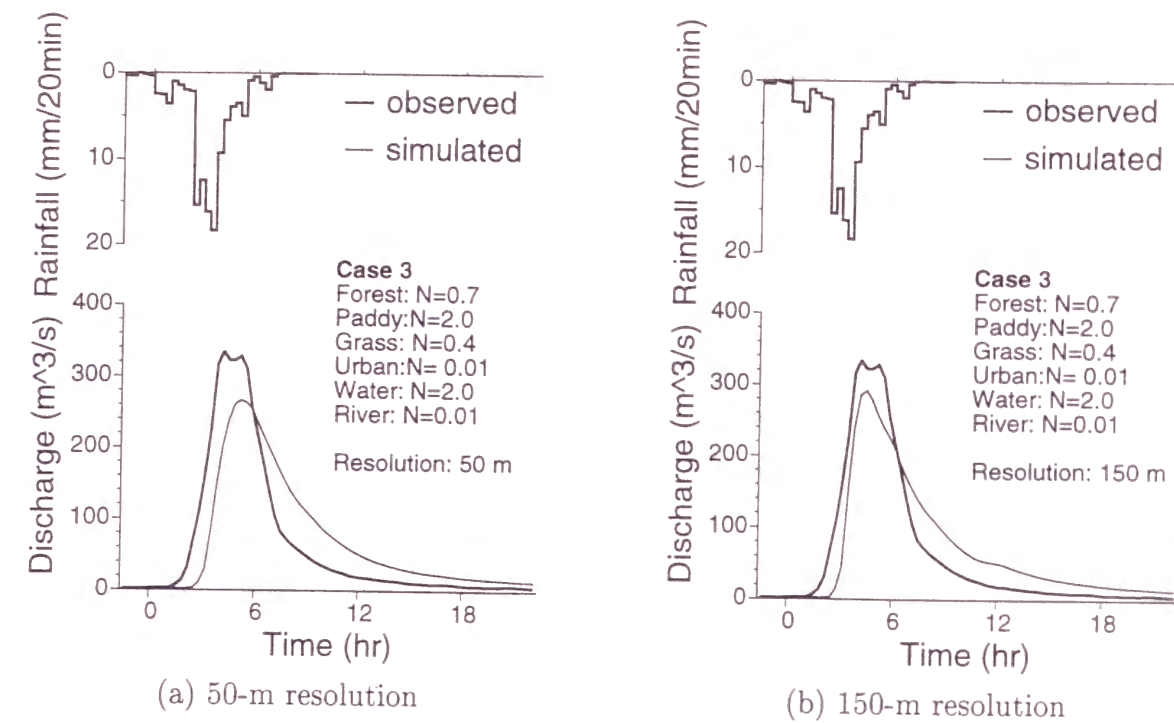 Rainfall (mm/20min)
0
10
20
observed
simulated
Case 3
Forest: N=0.7
Paddy:N=2.0
Grass: N=0.4
Urban:N= 0.01
Water: N=2.0
River: N=0.01
Resolution: 50 m
Discharge (m^3/s)
400
300
200
100
0
0 6 12 18
Time (hr)
(a) 50-m resolution
Rainfall (mm/20min)
0
10
20
observed
simulated
Case 3
Forest: N=0.7
Paddy:N=2.0
Grass: N=0.4
Urban:N= 0.01
Water: N=2.0
River: N=0.01
Resolution: 150 m
Discharge (m^3/s)
400
300
200
100
0
0 6 12 18
Time (hr)
(b) 150-m resolution